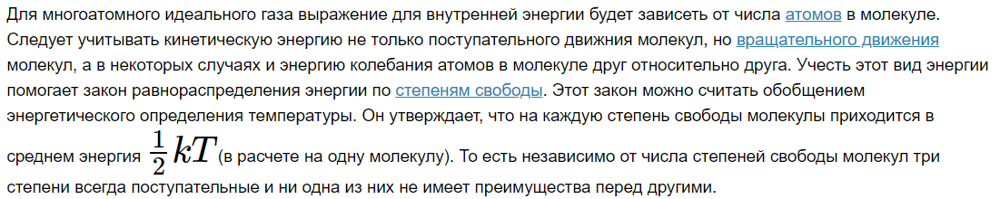 Для многоатомного идеального газа выражение для внутренней энергии будет зависеть от числа атомов в молекуле.
Следует учитывать кинетическую энергию не только поступательного движния молекул, но вращательного движения
молекул, а в некоторых случаях и энергию колебания атомов в молекуле друг относительно друга. Учесть этот вид энергии
помогает закон равнораспределения энергии по степеням свободы. Этот закон можно считать обобщением
энергетического определения температуры. Он утверждает, что на каждую степень свободы молекулы приходится в
среднем энергия 1/2 kT (в расчете на одну молекулу). То есть независимо от числа степеней свободы молекул три
степени всегда поступательные и ни одна из них не имеет преимущества перед другими.